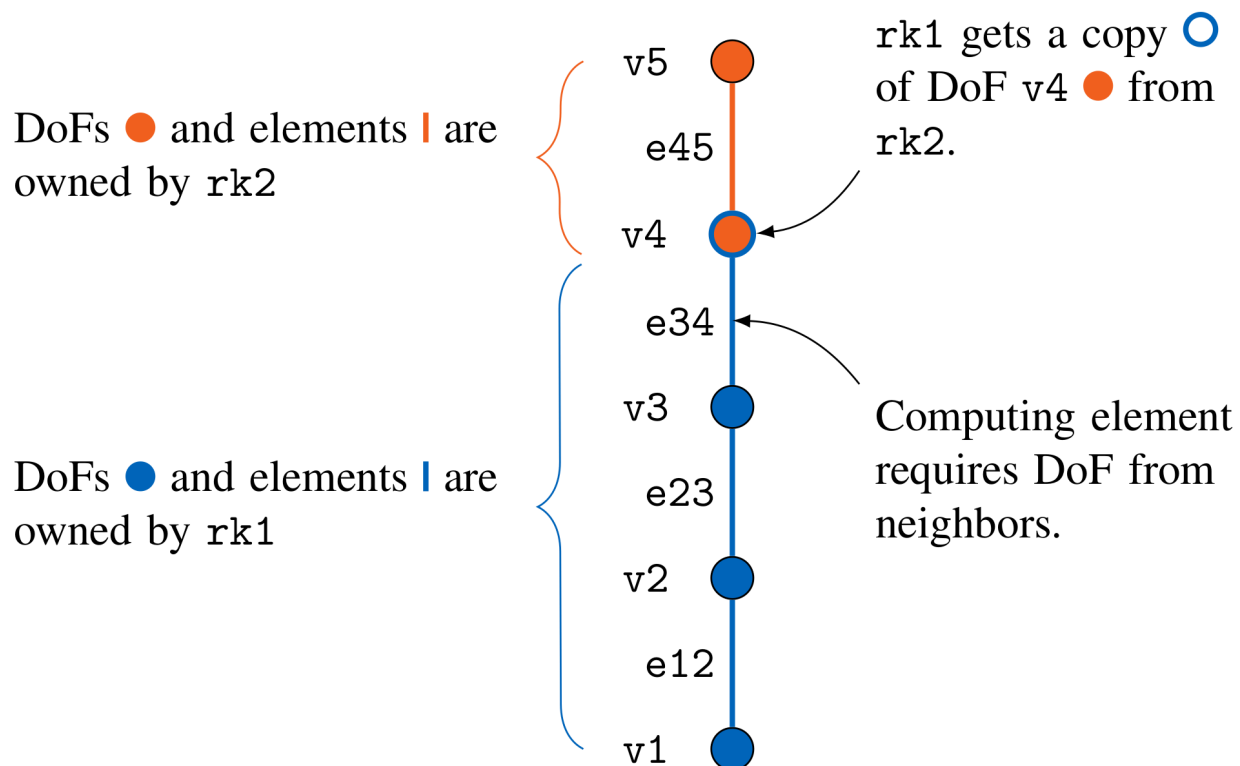 DoFs and elements are
owned by rk2
DoFs and elements are
owned by rk1
v5
e45
v4
e34
v3
e23
v2
e12
v1
rk1 gets a copy
of DoF v4 from
rk2.
Computing element
requires DoF from
neighbors.